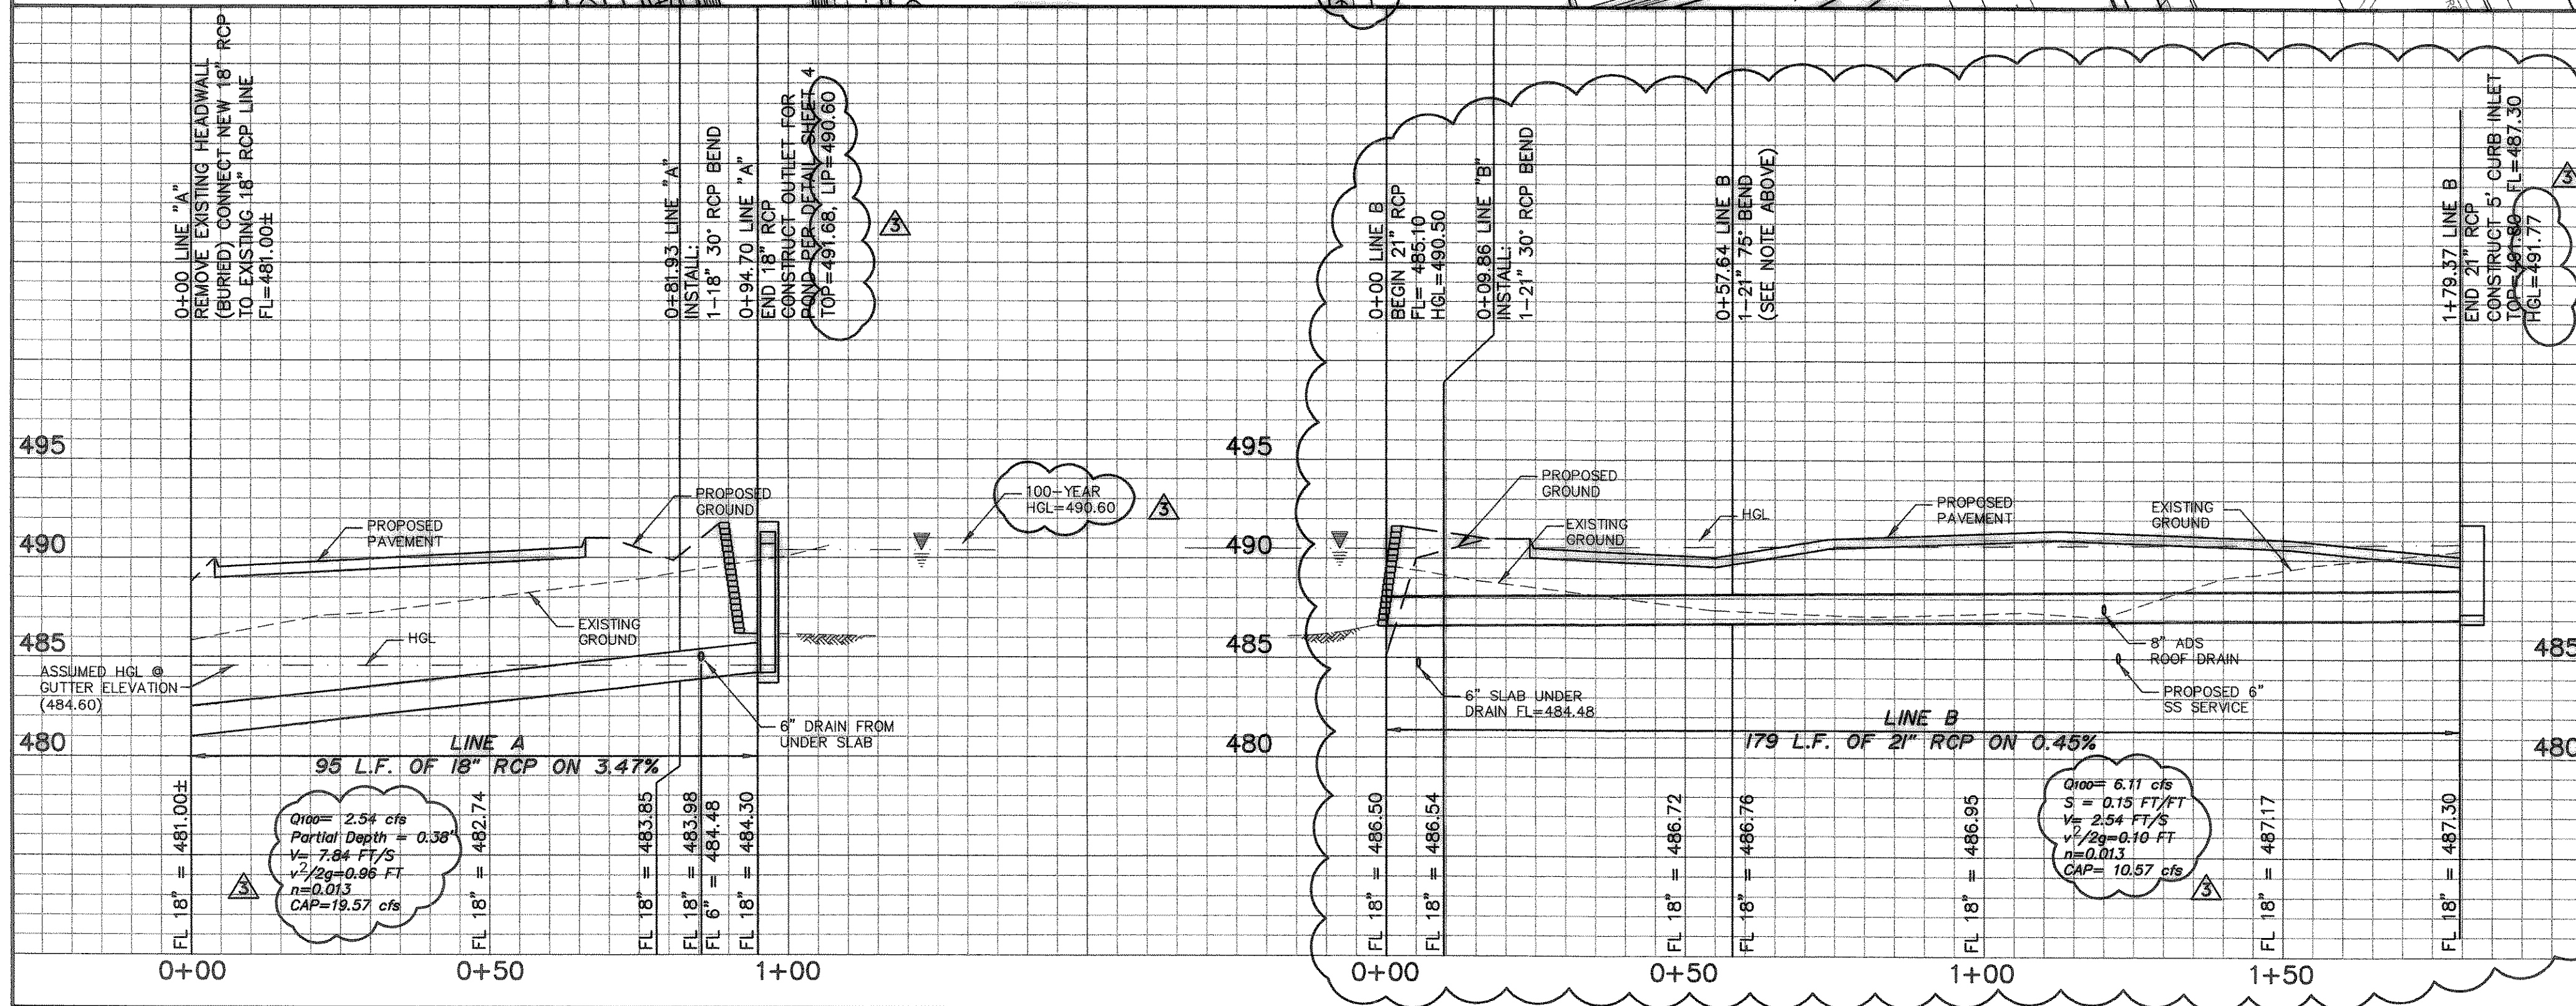 0+00 LINE "A"
REMOVE EXISTING HEADWALL
(BURIED) CONNECT NEW 18" RCP
TO EXISTING 18" RCP LINE
FL=481.00±
0+81.93 LINE "A"
INSTALL:
1-18" 30° RCP BEND
0+94.70 LINE "A"
END 18" RCP
CONSTRUCT OUTLET FOR
POND PER DETAIL SHEET 4
TOP=491.68, LIP=490.60
3
0+00 LINE B
BEGIN 21" RCP
FL= 485.10
HGL=490.50
0+09.86 LINE "B"
INSTALL:
1-21" 30° RCP BEND
0+57.64 LINE B
1-21" 75° BEND
(SEE NOTE ABOVE)
1+79.37 LINE B
END 21" RCP
CONSTRUCT 5' CURB INLET
TOP=491.80 FL=487.30
HGL=491.77
3
495
490
485
480
PROPOSED
PAVEMENT
PROPOSED
GROUND
EXISTING
GROUND
HGL
ASSUMED HGL @
GUTTER ELEVATION
(484.60)
100-YEAR
HGL=490.60
3
6" DRAIN FROM
UNDER SLAB
LINE A
95 L.F. OF 18" RCP ON 3.47%
Q100= 2.54 cfs
Partial Depth = 0.38'
V= 7.84 FT/S
v2/2g=0.96 FT
n=0.013
CAP=19.57 cfs
3
FL 18" = 481.00±
FL 18" = 482.74
FL 18" = 483.85
FL 18" = 483.98
FL 6" = 484.48
FL 18" = 484.30
0+00
0+50
1+00
495
490
485
480
PROPOSED
GROUND
EXISTING
GROUND
HGL
PROPOSED
PAVEMENT
EXISTING
GROUND
6" SLAB UNDER
DRAIN FL=484.48
8" ADS
ROOF DRAIN
PROPOSED 6"
SS SERVICE
LINE B
179 L.F. OF 21" RCP ON 0.45%
Q100= 6.11 cfs
S = 0.15 FT/FT
V= 2.54 FT/S
v2/2g=0.10 FT
n=0.013
CAP= 10.57 cfs
3
FL 18" = 486.50
FL 18" = 486.54
FL 18" = 486.72
FL 18" = 486.76
FL 18" = 486.95
FL 18" = 487.17
FL 18" = 487.30
0+00
0+50
1+00
1+50
485
480